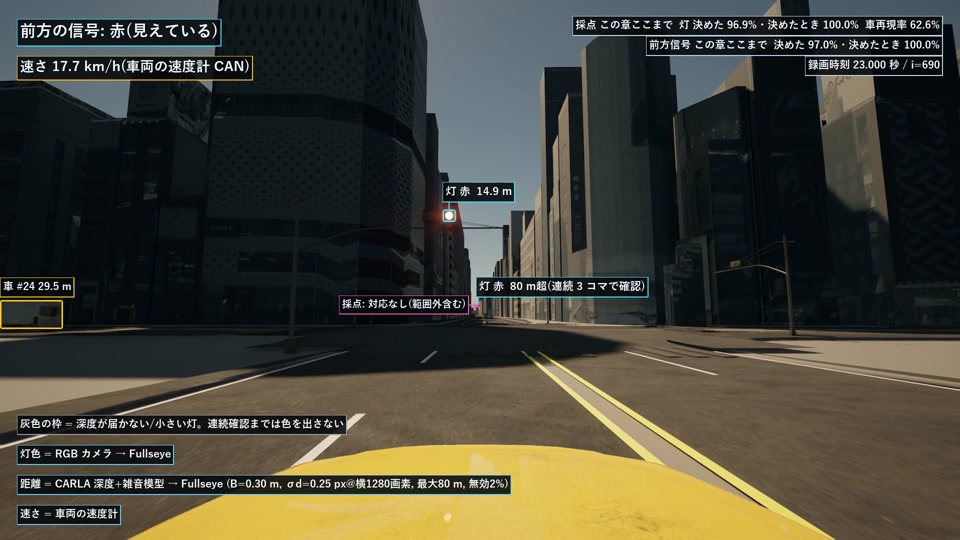 前方の信号: 赤(見えている)
速さ 17.7 km/h(車両の速度計 CAN)
採点 この章ここまで 灯 決めた 96.9%・決めたとき 100.0% 車再現率 62.6%
前方信号 この章ここまで 決めた 97.0%・決めたとき 100.0%
録画時刻 23.000 秒 / i=690
灯 赤 14.9 m
車 #24 29.5 m
灯 赤 80 m超(連続 3 コマで確認)
採点: 対応なし(範囲外含む)
灰色の枠 = 深度が届かない/小さい灯。連続確認までは色を出さない
灯色 = RGB カメラ → Fullseye
距離 = CARLA 深度+雑音模型 → Fullseye (B=0.30 m, σd=0.25 px@横1280画素, 最大80 m, 無効2%)
速さ = 車両の速度計